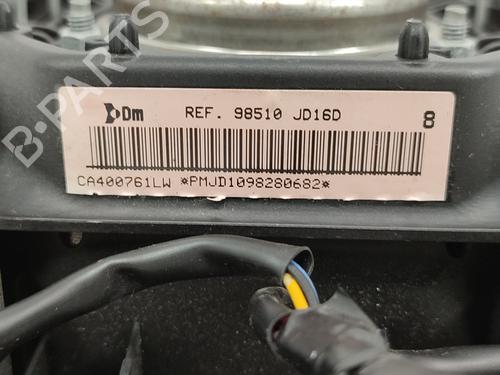 Dm REF. 98510 JD16D 8
CA400761LW *PMJD1098280682*
B-PARTS